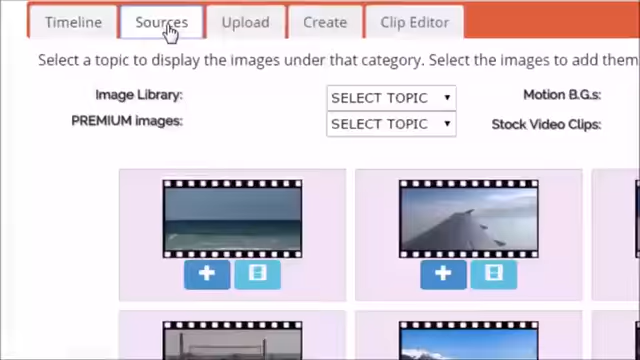 Timeline Sources Upload Create Clip Editor
Select a topic to display the images under that category. Select the images to add them
Image Library: SELECT TOPIC Motion B.G.s:
PREMIUM images: SELECT TOPIC Stock Video Clips: